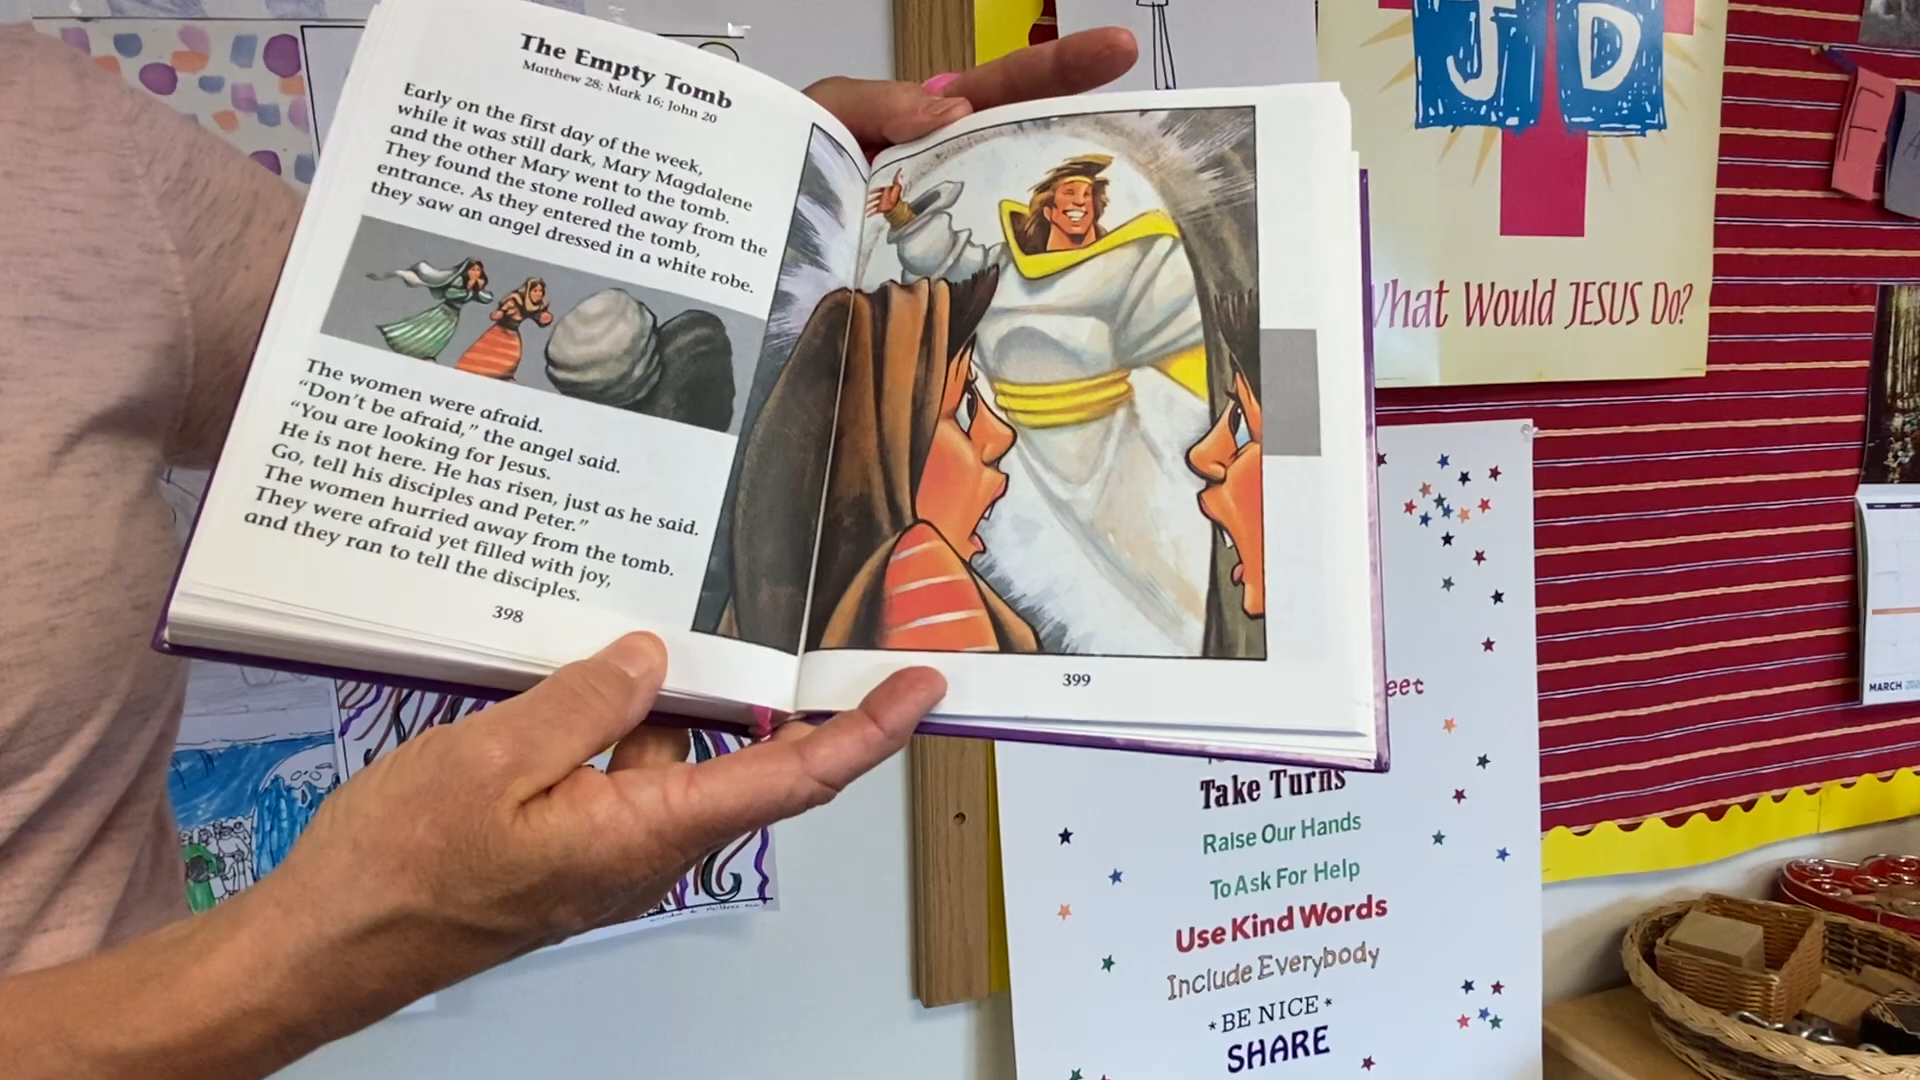 The Empty Tomb
Matthew 28; Mark 16; John 20
Early on the first day of the week,
while it was still dark, Mary Magdalene
and the other Mary went to the tomb.
They found the stone rolled away from the
entrance. As they entered the tomb,
they saw an angel dressed in a white robe.
The women were afraid.
“Don’t be afraid,” the angel said.
“You are looking for Jesus.
He is not here. He has risen, just as he said.
Go, tell his disciples and Peter.”
The women hurried away from the tomb.
They were afraid yet filled with joy,
and they ran to tell the disciples.
398
399
J D
What Would JESUS Do?
Take Turns
Raise Our Hands
To Ask For Help
Use Kind Words
Include Everybody
*BE NICE*
SHARE
MARCH